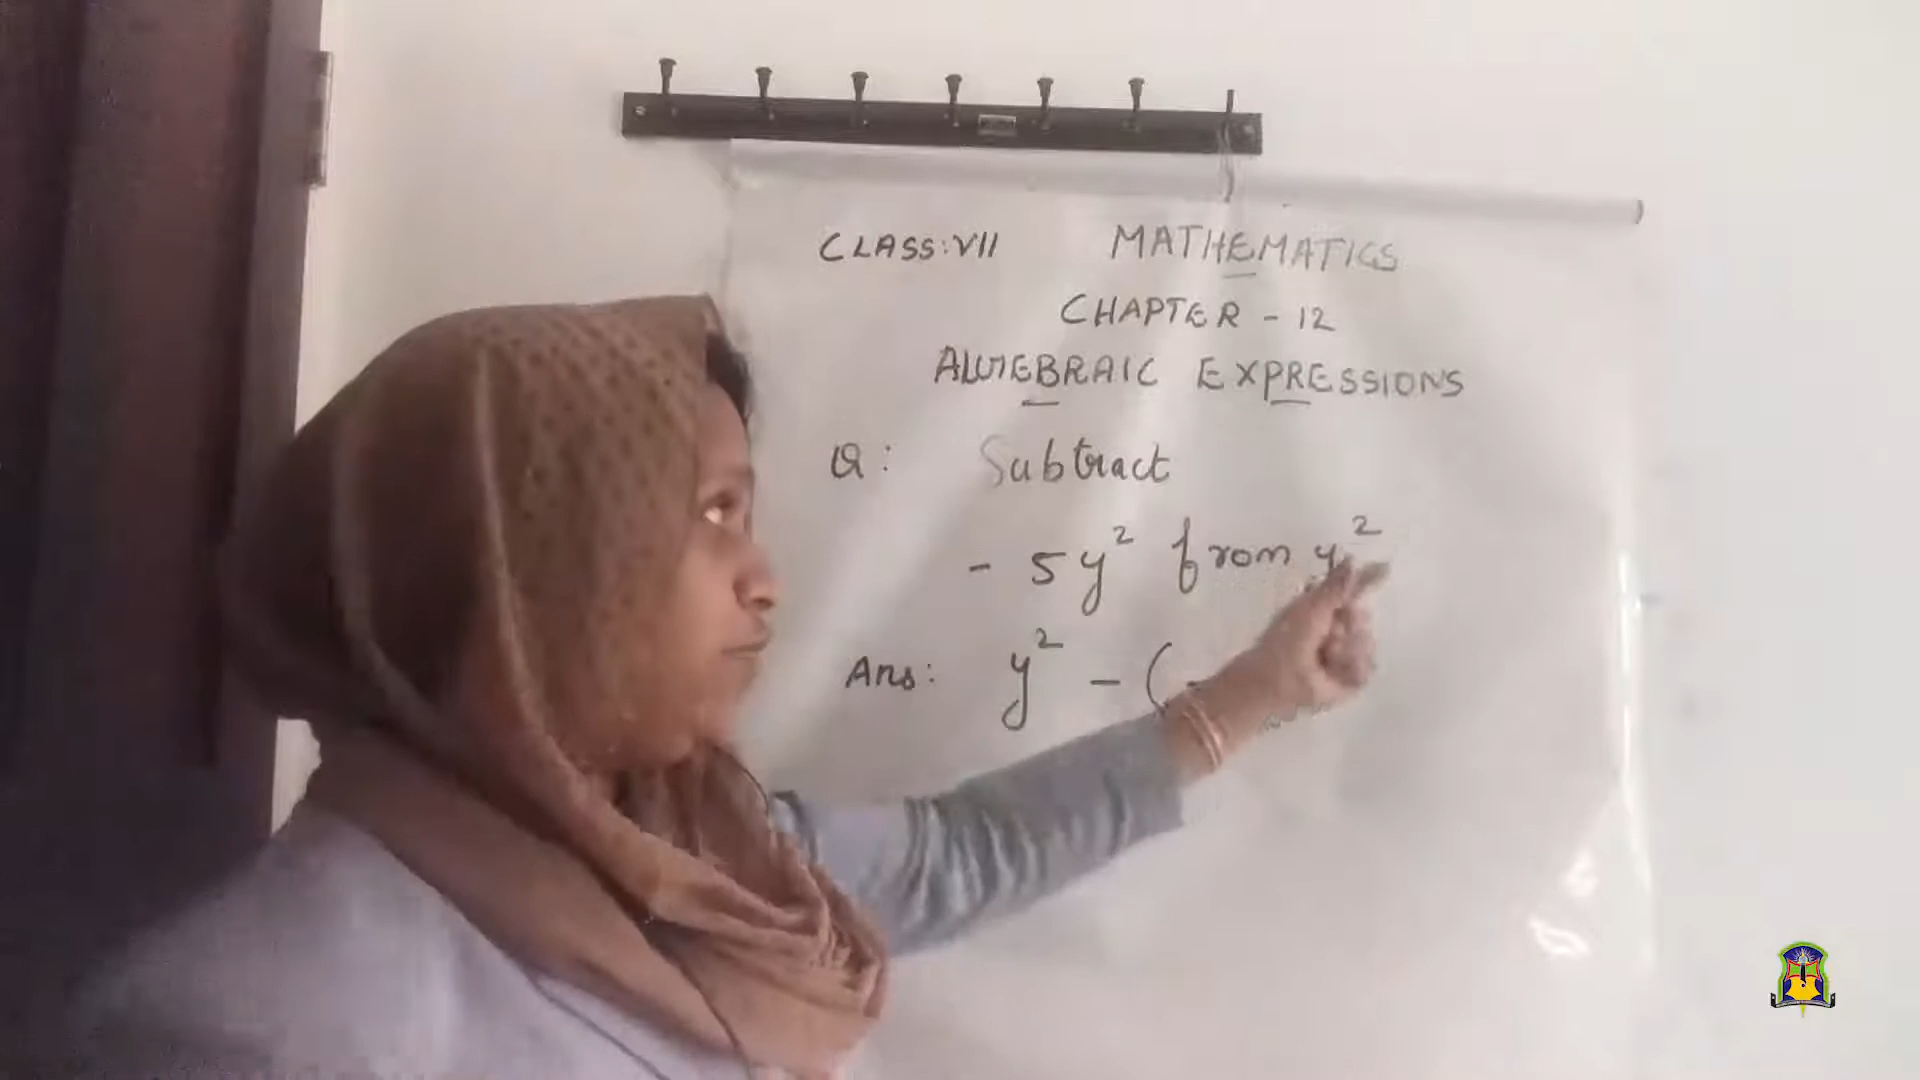 CLASS: VII MATHEMATICS
CHAPTER - 12
ALGEBRAIC EXPRESSIONS
Q: Subtract
- 5y² from y²
Ans: y² - (-